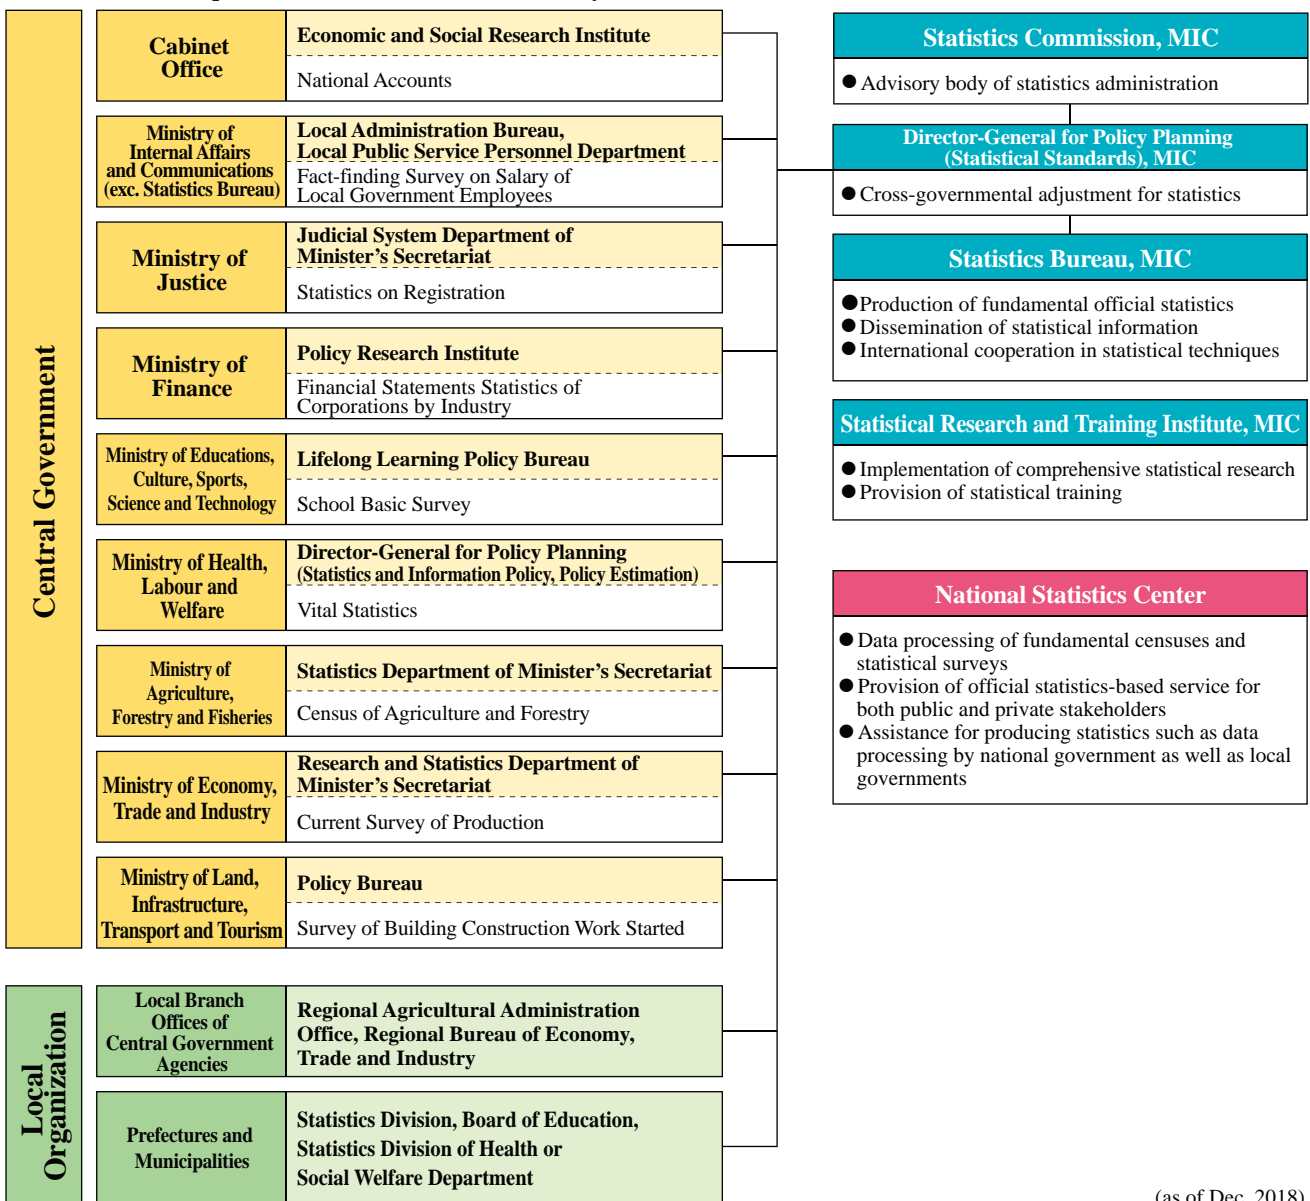 Central Government
Cabinet
Office
Economic and Social Research Institute
National Accounts
Ministry of
Internal Affairs
and Communications
(exc. Statistics Bureau)
Local Administration Bureau,
Local Public Service Personnel Department
Fact-finding Survey on Salary of
Local Government Employees
Ministry of
Justice
Judicial System Department of
Minister’s Secretariat
Statistics on Registration
Ministry of
Finance
Policy Research Institute
Financial Statements Statistics of
Corporations by Industry
Ministry of Educations,
Culture, Sports,
Science and Technology
Lifelong Learning Policy Bureau
School Basic Survey
Ministry of Health,
Labour and
Welfare
Director-General for Policy Planning
(Statistics and Information Policy, Policy Estimation)
Vital Statistics
Ministry of
Agriculture,
Forestry and Fisheries
Statistics Department of Minister’s Secretariat
Census of Agriculture and Forestry
Ministry of Economy,
Trade and Industry
Research and Statistics Department of
Minister’s Secretariat
Current Survey of Production
Ministry of Land,
Infrastructure,
Transport and Tourism
Policy Bureau
Survey of Building Construction Work Started
Local
Organization
Local Branch
Offices of
Central Government
Agencies
Regional Agricultural Administration
Office, Regional Bureau of Economy,
Trade and Industry
Prefectures and
Municipalities
Statistics Division, Board of Education,
Statistics Division of Health or
Social Welfare Department
Statistics Commission, MIC
● Advisory body of statistics administration
Director-General for Policy Planning
(Statistical Standards), MIC
● Cross-governmental adjustment for statistics
Statistics Bureau, MIC
● Production of fundamental official statistics
● Dissemination of statistical information
● International cooperation in statistical techniques
Statistical Research and Training Institute, MIC
● Implementation of comprehensive statistical research
● Provision of statistical training
National Statistics Center
● Data processing of fundamental censuses and
statistical surveys
● Provision of official statistics-based service for
both public and private stakeholders
● Assistance for producing statistics such as data
processing by national government as well as local
governments
(as of Dec. 2018)